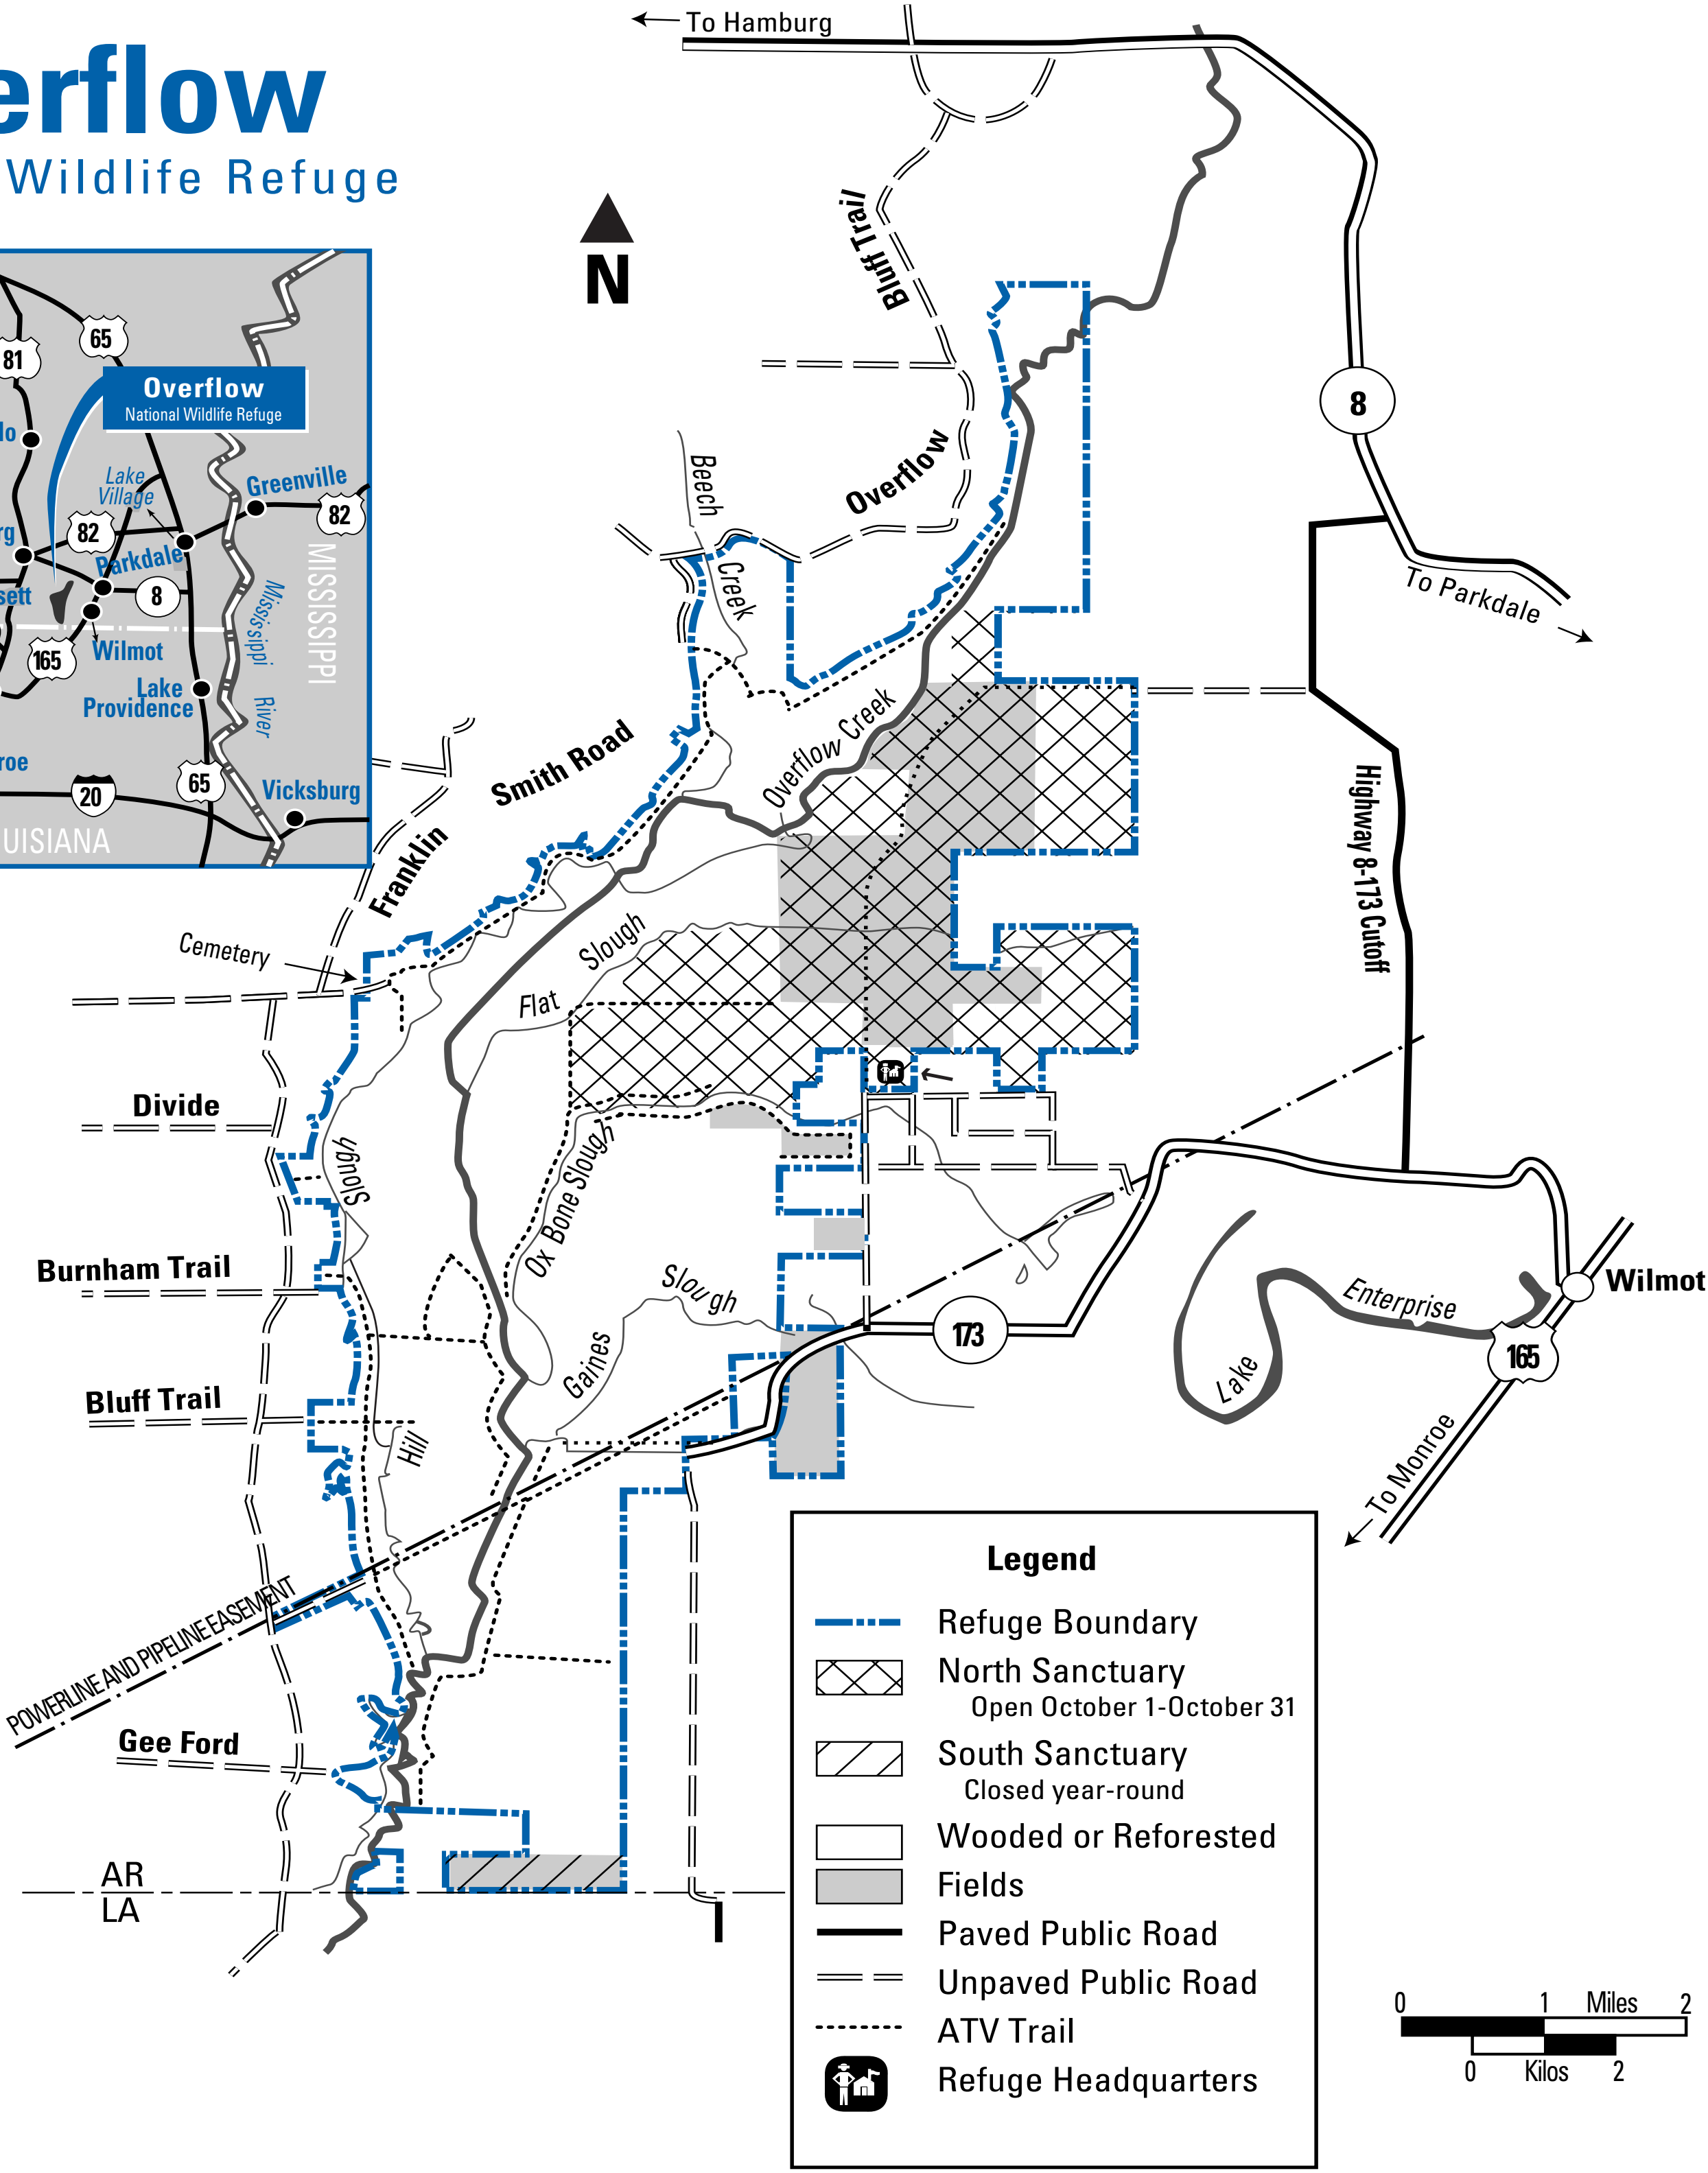 erflow
Wildlife Refuge
To Hamburg
N
Bluff Trail
8
To Parkdale
81
65
Overflow
National Wildlife Refuge
lo
Lake
Village
Greenville
82
82
rg
Parkdale
MISSISSIPPI
sett
8
Mississippi River
165
Wilmot
Lake
Providence
roe
65
20
Vicksburg
UISIANA
Beech
Creek
Overflow
Overflow Creek
Smith Road
Franklin
Highway 8-173 Cutoff
Cemetery
Slough
Flat
Divide
Slough
Ox Bone Slough
Burnham Trail
Slough
Gaines
173
Enterprise
Lake
Wilmot
165
To Monroe
Bluff Trail
Hill
POWERLINE AND PIPELINE EASEMENT
Gee Ford
AR
LA
Legend
Refuge Boundary
North Sanctuary
Open October 1-October 31
South Sanctuary
Closed year-round
Wooded or Reforested
Fields
Paved Public Road
Unpaved Public Road
ATV Trail
Refuge Headquarters
0 1 Miles 2
0 Kilos 2